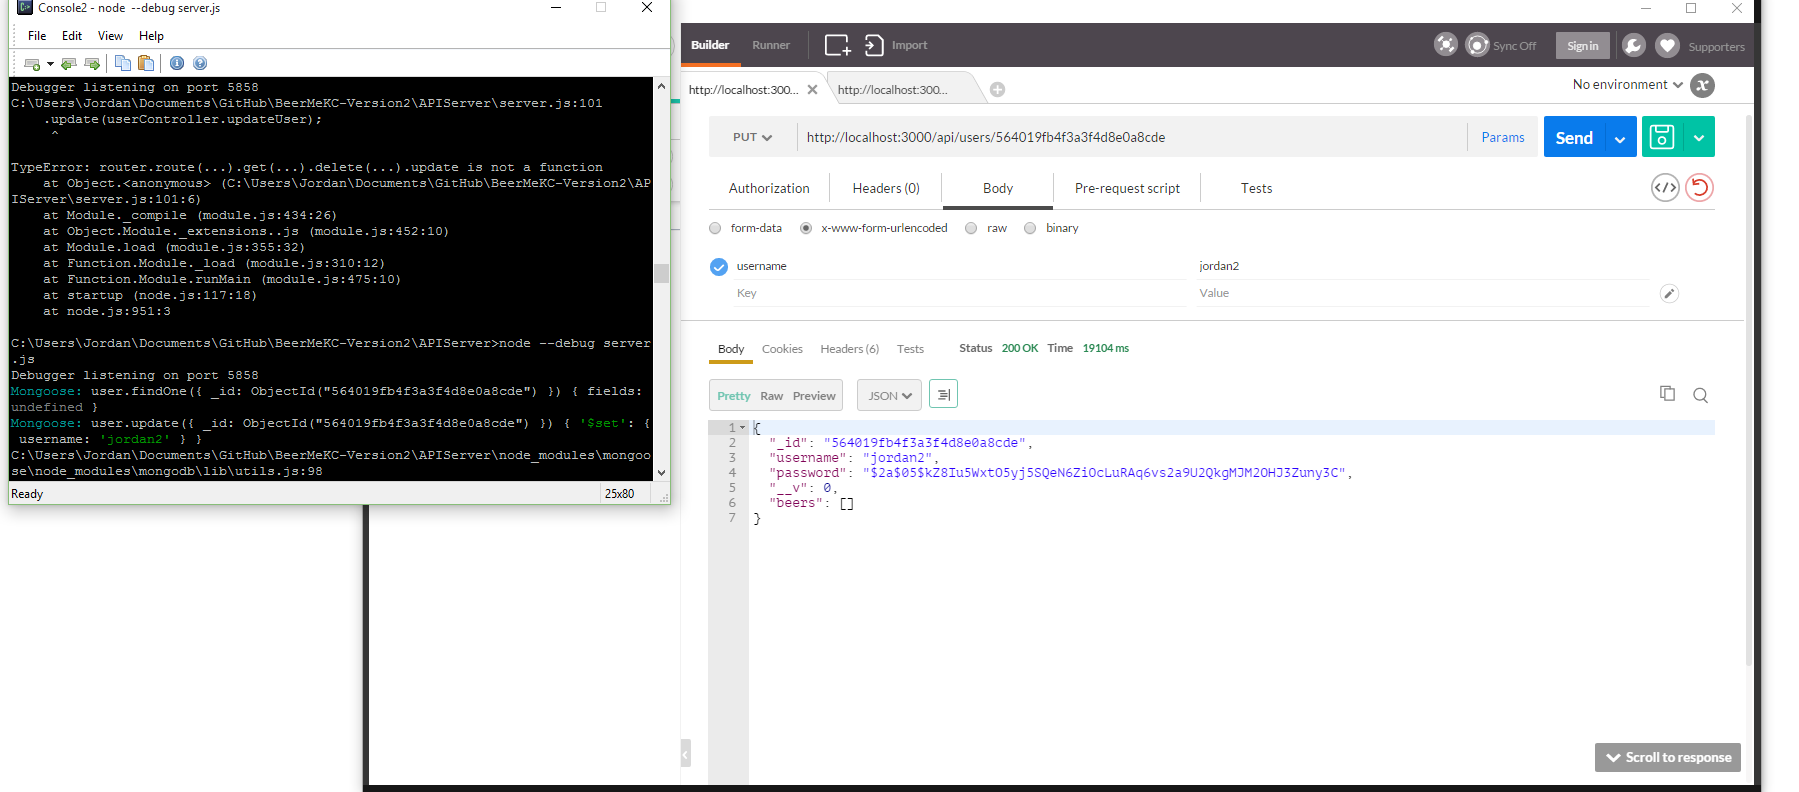 Console2 - node  --debug server.js
File Edit View Help
Debugger listening on port 5858
C:\Users\Jordan\Documents\GitHub\BeerMeKC-Version2\APIServer\server.js:101
    .update(userController.updateUser);
     ^
TypeError: router.route(...).get(...).delete(...).update is not a function
    at Object.<anonymous> (C:\Users\Jordan\Documents\GitHub\BeerMeKC-Version2\AP
IServer\server.js:101:6)
    at Module._compile (module.js:434:26)
    at Object.Module._extensions..js (module.js:452:10)
    at Module.load (module.js:355:32)
    at Function.Module._load (module.js:310:12)
    at Function.Module.runMain (module.js:475:10)
    at startup (node.js:117:18)
    at node.js:951:3
C:\Users\Jordan\Documents\GitHub\BeerMeKC-Version2\APIServer>node --debug server
.js
Debugger listening on port 5858
Mongoose: user.findOne({ _id: ObjectId("564019fb4f3a3f4d8e0a8cde") }) { fields:
undefined }
Mongoose: user.update({ _id: ObjectId("564019fb4f3a3f4d8e0a8cde") }) { '$set': {
 username: 'jordan2' } }
C:\Users\Jordan\Documents\GitHub\BeerMeKC-Version2\APIServer\node_modules\mongoo
se\node_modules\mongodb\lib\utils.js:98
Ready 25x80
Builder Runner Import Sync Off Sign in Supporters
http://localhost:300... http://localhost:300... No environment
PUT http://localhost:3000/api/users/564019fb4f3a3f4d8e0a8cde Params Send
Authorization Headers (0) Body Pre-request script Tests
form-data x-www-form-urlencoded raw binary
username jordan2
Key Value
Body Cookies Headers (6) Tests Status 200 OK Time 19104 ms
Pretty Raw Preview JSON
1 {
2   "_id": "564019fb4f3a3f4d8e0a8cde",
3   "username": "jordan2",
4   "password": "$2a$05$kZ8Iu5WxtO5yj5SQeN6ZiOcLuRAq6vs2a9U2QkgMJM2OHJ3Zuny3C",
5   "__v": 0,
6   "beers": []
7 }
Scroll to response